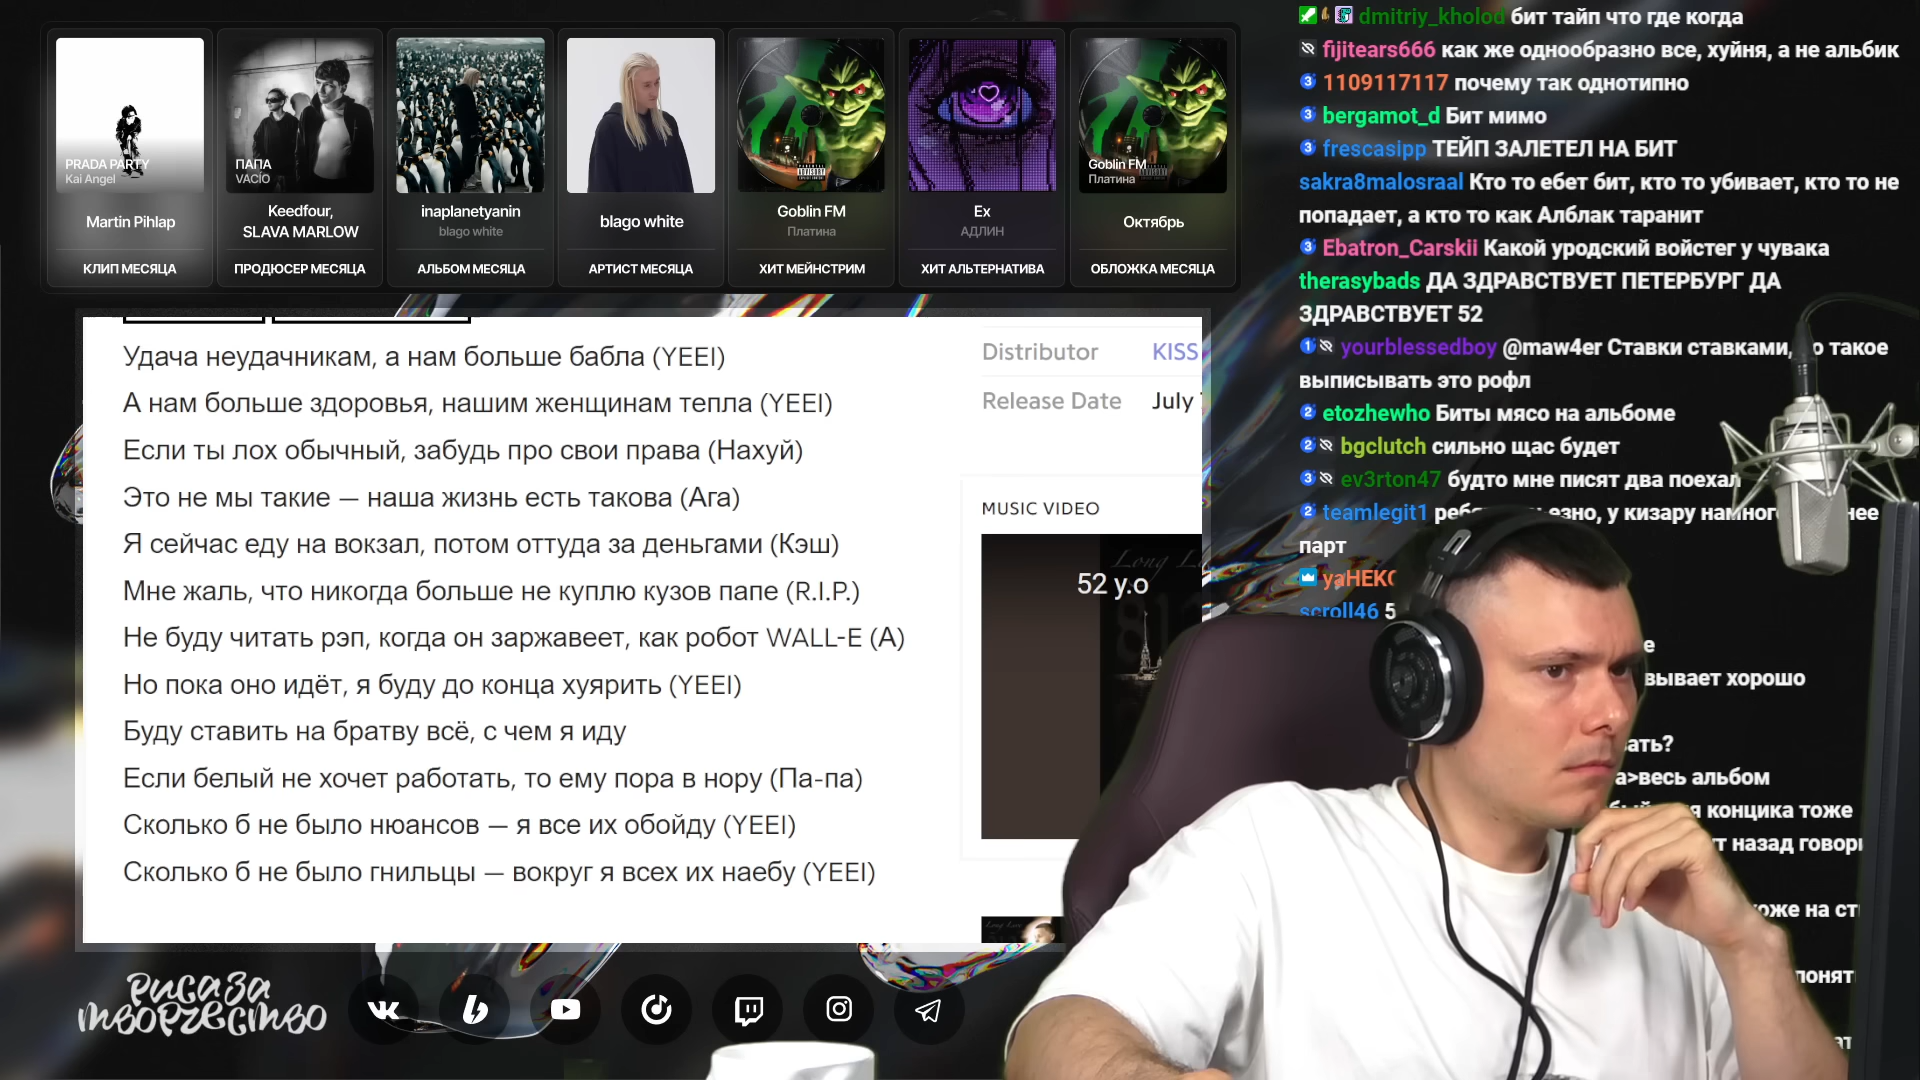 PRADA PARTY
Kai Angel
Martin Pihlap
КЛИП МЕСЯЦА
ПАПА
VACÍO
Keedfour,
SLAVA MARLOW
ПРОДЮСЕР МЕСЯЦА
inaplanetyanin
blago white
АЛЬБОМ МЕСЯЦА
blago white
АРТИСТ МЕСЯЦА
Goblin FM
Платина
ХИТ МЕЙНСТРИМ
Ex
АДЛИН
ХИТ АЛЬТЕРНАТИВА
Goblin FM
Платина
Октябрь
ОБЛОЖКА МЕСЯЦА
Удача неудачникам, а нам больше бабла (YEEI)
А нам больше здоровья, нашим женщинам тепла (YEEI)
Если ты лох обычный, забудь про свои права (Нахуй)
Это не мы такие — наша жизнь есть такова (Ага)
Я сейчас еду на вокзал, потом оттуда за деньгами (Кэш)
Мне жаль, что никогда больше не куплю кузов папе (R.I.P.)
Не буду читать рэп, когда он заржавеет, как робот WALL-E (А)
Но пока оно идёт, я буду до конца хуярить (YEEI)
Буду ставить на братву всё, с чем я иду
Если белый не хочет работать, то ему пора в нору (Па-па)
Сколько б не было нюансов — я все их обойду (YEEI)
Сколько б не было гнильцы — вокруг я всех их наебу (YEEI)
Distributor KISS
Release Date July
MUSIC VIDEO
52 y.o
dmitriy_kholod бит тайп что где когда
fijitears666 как же однообразно все, хуйня, а не альбик
1109117117 почему так однотипно
bergamot_d Бит мимо
frescasipp ТЕЙП ЗАЛЕТЕЛ НА БИТ
sakra8malosraal Кто то ебет бит, кто то убивает, кто то не
попадает, а кто то как Алблак таранит
Ebatron_Carskii Какой уродский войстег у чувака
therasybads ДА ЗДРАВСТВУЕТ ПЕТЕРБУРГ ДА
ЗДРАВСТВУЕТ 52
yourblessedboy @maw4er Ставки ставками, такое
выписывать это рофл
etozhewho Биты мясо на альбоме
bgclutch сильно щас будет
ev3rton47 будто мне писят два поехал
teamlegit1 у кизару
парт
scroll46 5
хорошо
альбом
концика тоже
назад
на
РИСАЗА
ТВОРЧЕСТВО